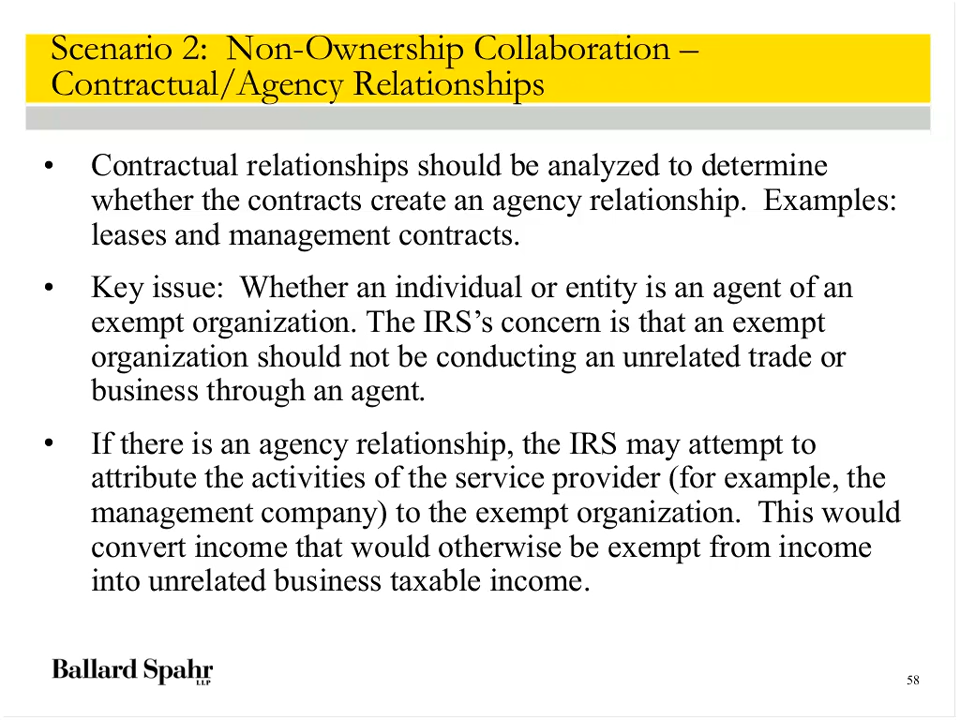 Scenario 2:  Non-Ownership Collaboration –
Contractual/Agency Relationships
• Contractual relationships should be analyzed to determine
whether the contracts create an agency relationship.  Examples:
leases and management contracts.
• Key issue:  Whether an individual or entity is an agent of an
exempt organization. The IRS’s concern is that an exempt
organization should not be conducting an unrelated trade or
business through an agent.
• If there is an agency relationship, the IRS may attempt to
attribute the activities of the service provider (for example, the
management company) to the exempt organization.  This would
convert income that would otherwise be exempt from income
into unrelated business taxable income.
Ballard Spahr
LLP
58